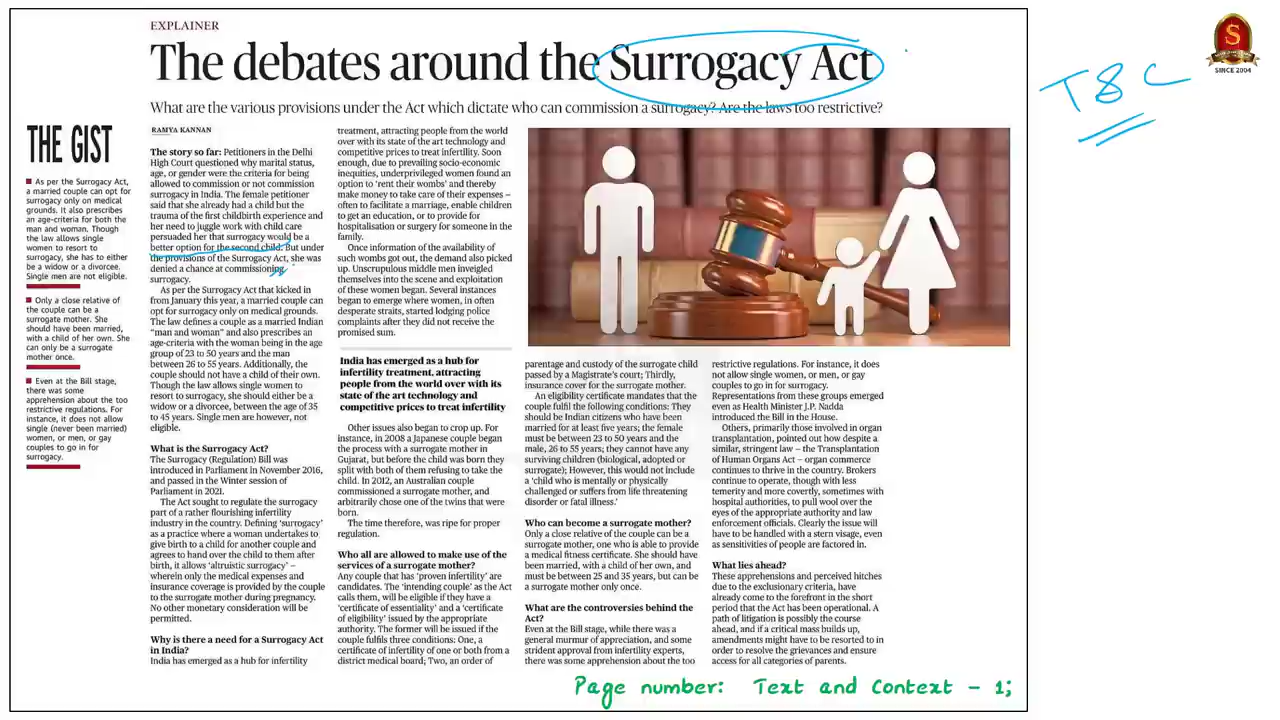 EXPLAINER
The debates around the Surrogacy Act
What are the various provisions under the Act which dictate who can commission a surrogacy? Are the laws too restrictive?
THE GIST
As per the Surrogacy Act,
a married couple can opt for
surrogacy only on medical
grounds. It also prescribes
an age-criteria for both the
man and woman. Though
the law allows single
women to resort to surrogacy,
she has to either
be a widow or a divorcee.
Single men are not eligible.
Only a close relative of
the couple can be a
surrogate mother. She
should have been married,
with a child of her own. She
can only be a surrogate
mother once.
Even at the Bill stage,
there was some
apprehension about the too
restrictive regulations. For
instance, it does not allow
single (never been married)
women, or men, or gay
couples to go in for
surrogacy.
RAMYA KANNAN
The story so far: Petitioners in the Delhi
High Court questioned why marital status,
age, or gender were the criteria for being
allowed to commission or not commission
surrogacy in India. The female petitioner
said that she already had a child but the
trauma of the first childbirth experience and
her need to juggle work with child care
persuaded her that surrogacy would be a
better option for the second child. But under
the provisions of the Surrogacy Act, she was
denied a chance at commissioning
surrogacy.
As per the Surrogacy Act that kicked in
from January this year, a married couple can
opt for surrogacy only on medical grounds.
The law defines a couple as a married Indian
“man and woman” and also prescribes an
age-criteria with the woman being in the age
group of 23 to 50 years and the man
between 26 to 55 years. Additionally, the
couple should not have a child of their own.
Though the law allows single women to
resort to surrogacy, she should either be a
widow or a divorcee, between the age of 35
to 45 years. Single men are however, not
eligible.
What is the Surrogacy Act?
The Surrogacy (Regulation) Bill was
introduced in Parliament in November 2016,
and passed in the Winter session of
Parliament in 2021.
The Act sought to regulate the surrogacy
part of a rather flourishing infertility
industry in the country. Defining ‘surrogacy’
as a practice where a woman undertakes to
give birth to a child for another couple and
agrees to hand over the child to them after
birth, it allows ‘altruistic surrogacy’ –
wherein only the medical expenses and
insurance coverage is provided by the couple
to the surrogate mother during pregnancy.
No other monetary consideration will be
permitted.
Why is there a need for a Surrogacy Act
in India?
India has emerged as a hub for infertility
treatment, attracting people from the world
over with its state of the art technology and
competitive prices to treat infertility. Soon
enough, due to prevailing socio-economic
inequities, underprivileged women found an
option to ‘rent their wombs’ and thereby
make money to take care of their expenses –
often to facilitate a marriage, enable children
to get an education, or to provide for
hospitalisation or surgery for someone in the
family.
Once information of the availability of
such wombs got out, the demand also picked
up. Unscrupulous middle men inveigled
themselves into the scene and exploitation
of these women began. Several instances
began to emerge where women, in often
desperate straits, started lodging police
complaints after they did not receive the
promised sum.
India has emerged as a hub for
infertility treatment, attracting
people from the world over with its
state of the art technology and
competitive prices to treat infertility
Other issues also began to crop up. For
instance, in 2008 a Japanese couple began
the process with a surrogate mother in
Gujarat, but before the child was born they
split with both of them refusing to take the
child. In 2012, an Australian couple
commissioned a surrogate mother, and
arbitrarily chose one of the twins that were
born.
The time therefore, was ripe for proper
regulation.
Who all are allowed to make use of the
services of a surrogate mother?
Any couple that has ‘proven infertility’ are
candidates. The ‘intending couple’ as the Act
calls them, will be eligible if they have a
‘certificate of essentiality’ and a ‘certificate
of eligibility’ issued by the appropriate
authority. The former will be issued if the
couple fulfils three conditions: One, a
certificate of infertility of one or both from a
district medical board; Two, an order of
parentage and custody of the surrogate child
passed by a Magistrate’s court; Thirdly,
insurance cover for the surrogate mother.
An eligibility certificate mandates that the
couple fulfil the following conditions: They
should be Indian citizens who have been
married for at least five years; the female
must be between 23 to 50 years and the
male, 26 to 55 years; they cannot have any
surviving children (biological, adopted or
surrogate); However, this would not include
a ‘child who is mentally or physically
challenged or suffers from life threatening
disorder or fatal illness.’
Who can become a surrogate mother?
Only a close relative of the couple can be a
surrogate mother, one who is able to provide
a medical fitness certificate. She should have
been married, with a child of her own, and
must be between 25 and 35 years, but can be
a surrogate mother only once.
What are the controversies behind the
Act?
Even at the Bill stage, while there was a
general murmur of appreciation, and some
strident approval from infertility experts,
there was some apprehension about the too
restrictive regulations. For instance, it does
not allow single women, or men, or gay
couples to go in for surrogacy.
Representations from these groups emerged
even as Health Minister J.P. Nadda
introduced the Bill in the House.
Others, primarily those involved in organ
transplantation, pointed out how despite a
similar, stringent law – the Transplantation
of Human Organs Act – organ commerce
continues to thrive in the country. Brokers
continue to operate, though with less
temerity and more covertly, sometimes with
hospital authorities, to pull wool over the
eyes of the appropriate authority and law
enforcement officials. Clearly the issue will
have to be handled with a stern visage, even
as sensitivities of people are factored in.
What lies ahead?
These apprehensions and perceived hitches
due to the exclusionary criteria, have
already come to the forefront in the short
period that the Act has been operational. A
path of litigation is possibly the course
ahead, and if a critical mass builds up,
amendments might have to be resorted to in
order to resolve the grievances and ensure
access for all categories of parents.
Page number: Text and Context - 1;
T&C
S
SINCE 2004